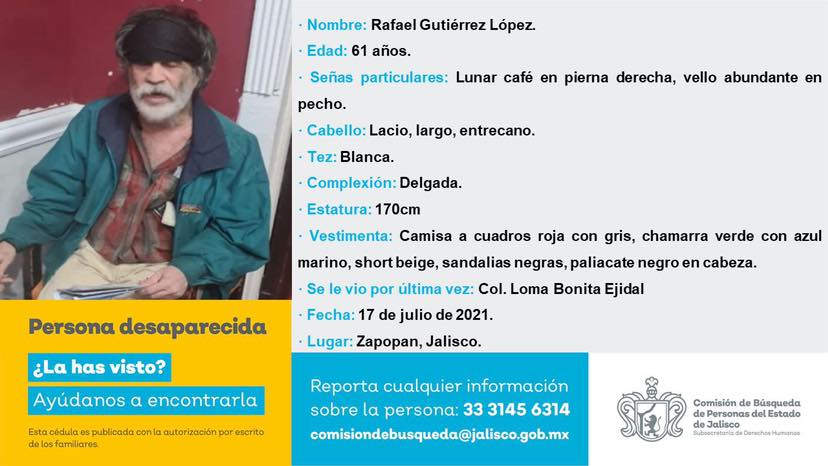 · Nombre: Rafael Gutiérrez López.
· Edad: 61 años.
· Señas particulares: Lunar café en pierna derecha, vello abundante en
pecho.
· Cabello: Lacio, largo, entrecano.
· Tez: Blanca.
· Complexión: Delgada.
· Estatura: 170cm
· Vestimenta: Camisa a cuadros roja con gris, chamarra verde con azul
marino, short beige, sandalias negras, paliacate negro en cabeza.
· Se le vio por última vez: Col. Loma Bonita Ejidal
· Fecha: 17 de julio de 2021.
· Lugar: Zapopan, Jalisco.
Persona desaparecida
¿La has visto?
Ayúdanos a encontrarla
Esta cédula es publicada con la autorización por escrito
de los familiares.
Reporta cualquier información
sobre la persona: 33 3145 6314
comisiondebusqueda@jalisco.gob.mx
Comisión de Búsqueda
de Personas del Estado
de Jalisco
Subsecretaría de Derechos Humanos